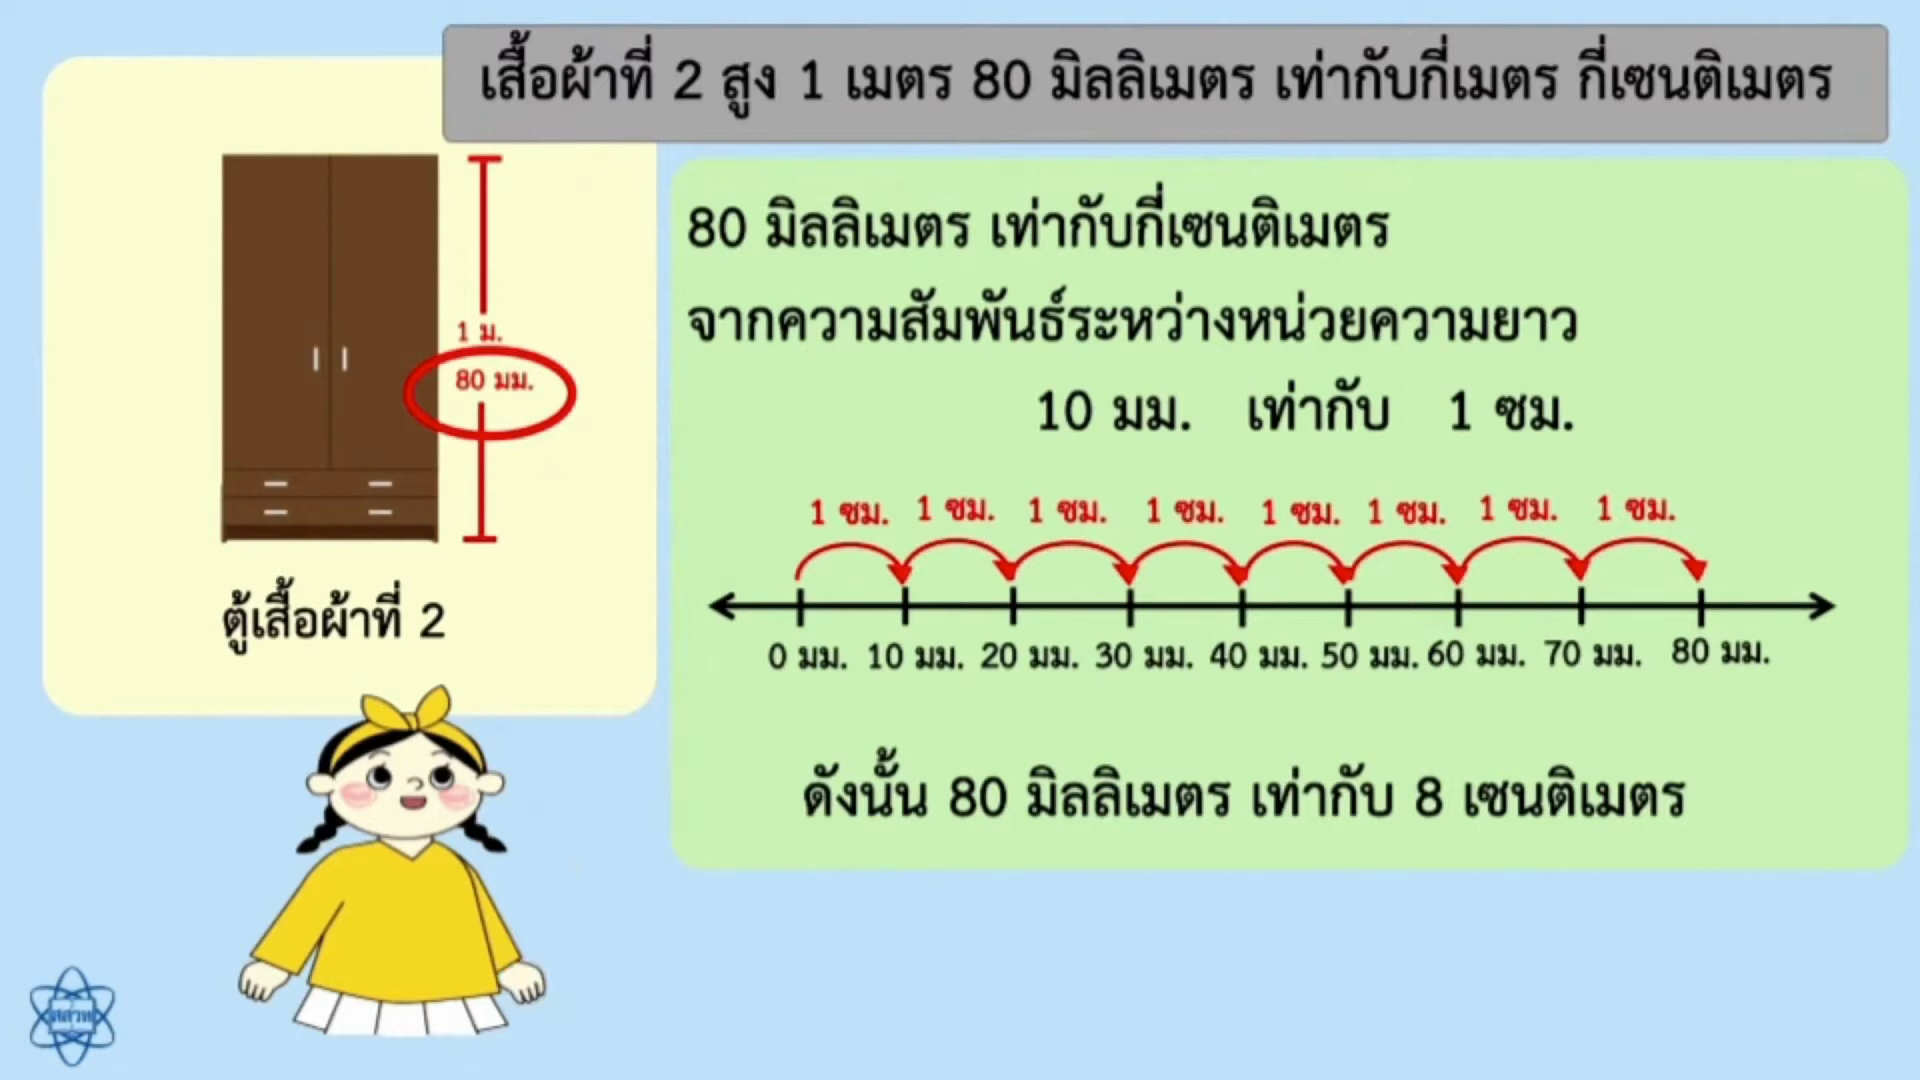 เสื้อผ้าที่ 2 สูง 1 เมตร 80 มิลลิเมตร เท่ากับกี่เมตร กี่เซนติเมตร
1 ม.
80 มม.
ตู้เสื้อผ้าที่ 2
80 มิลลิเมตร เท่ากับกี่เซนติเมตร
จากความสัมพันธ์ระหว่างหน่วยความยาว
10 มม. เท่ากับ 1 ซม.
1 ซม. 1 ซม. 1 ซม. 1 ซม. 1 ซม. 1 ซม. 1 ซม. 1 ซม.
0 มม. 10 มม. 20 มม. 30 มม. 40 มม. 50 มม. 60 มม. 70 มม. 80 มม.
ดังนั้น 80 มิลลิเมตร เท่ากับ 8 เซนติเมตร
สสวท